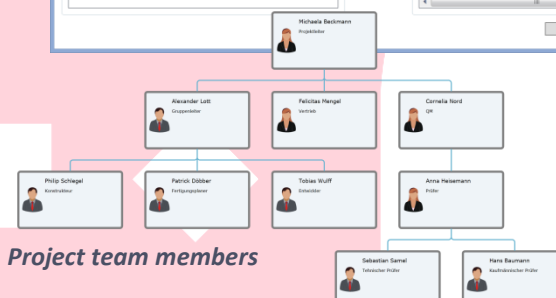 Michaela Beckmann
Projektleiter
Alexander Lott
Gruppenleiter
Felicitas Mengel
Vertrieb
Cornelia Nord
QM
Philip Schlegel
Konstrukteur
Patrick Döbber
Fertigungsplaner
Tobias Wulff
Entwickler
Anna Heisemann
Prüfer
Project team members
Sebastian Samel
Technischer Prüfer
Hans Baumann
Kaufmännischer Prüfer